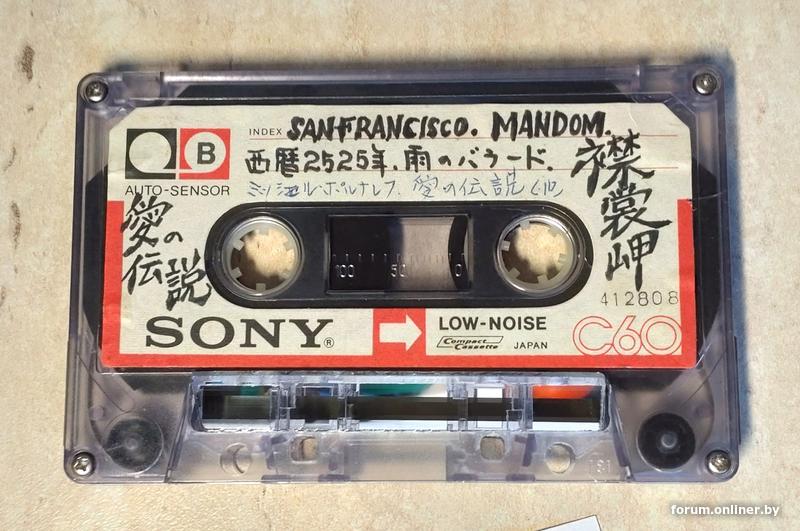 INDEX SANFRANCISCO. MANDOM.
B
西暦2525年. 雨のバラード.
AUTO-SENSOR
ミッシェル・ポルナレフ. 愛の伝説 (他)
愛の
伝説
襟裳岬
100 50 0
412808
SONY®
LOW-NOISE
Compact Cassette JAPAN
C60
forum.onliner.by